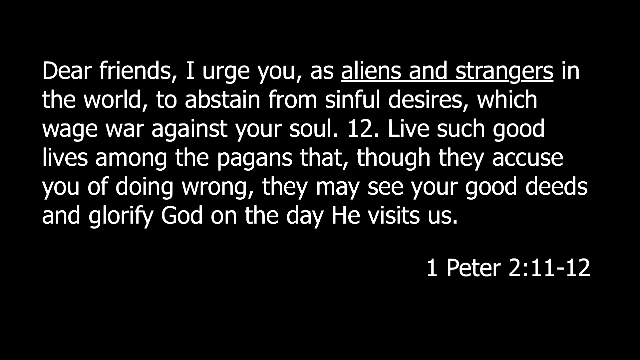 Dear friends, I urge you, as aliens and strangers in
the world, to abstain from sinful desires, which
wage war against your soul. 12. Live such good
lives among the pagans that, though they accuse
you of doing wrong, they may see your good deeds
and glorify God on the day He visits us.
1 Peter 2:11-12